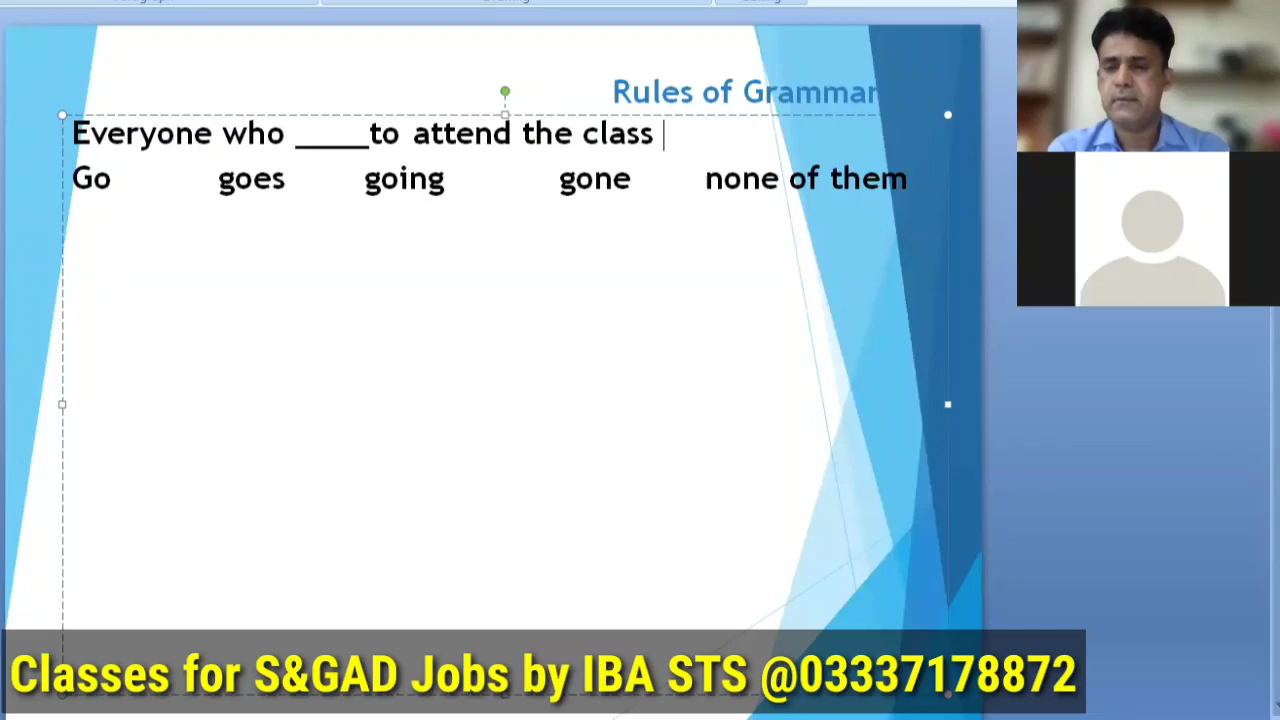 Rules of Grammar
Everyone who _____to attend the class
Go goes going gone none of them
Classes for S&GAD Jobs by IBA STS @03337178872